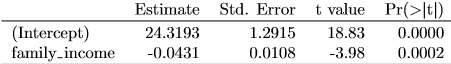 Estimate Std. Error t value Pr(>|t|)
(Intercept) 24.3193 1.2915 18.83 0.0000
family_income -0.0431 0.0108 -3.98 0.0002